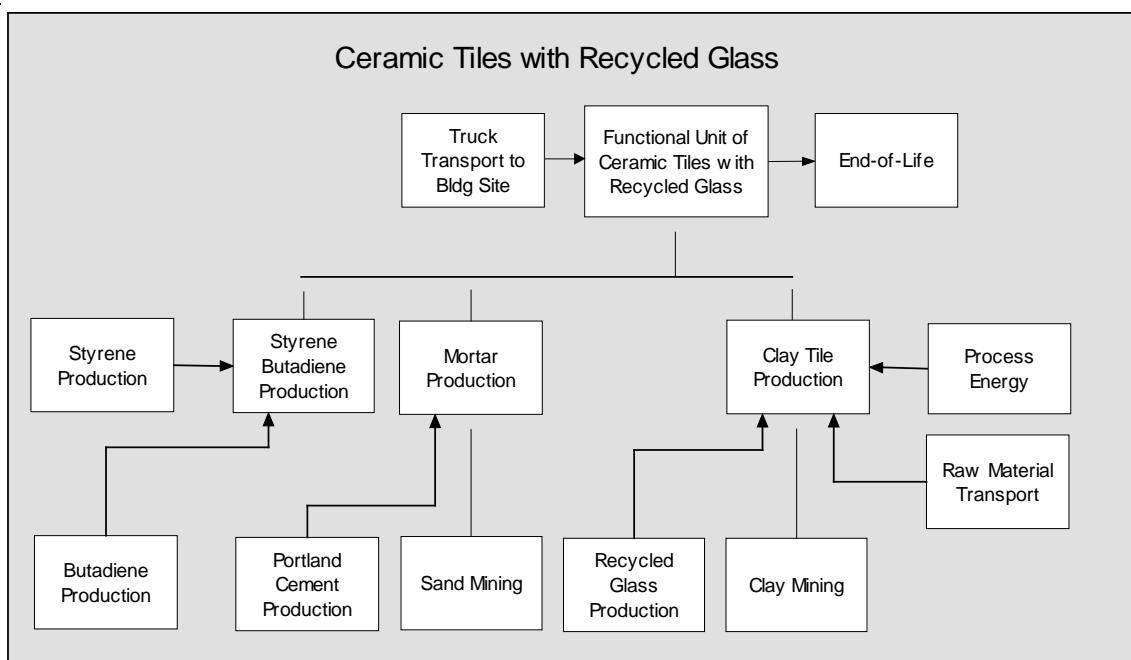 Ceramic Tiles with Recycled Glass
Truck
Transport to
Bldg Site
Functional Unit of
Ceramic Tiles with
Recycled Glass
End-of-Life
Styrene
Production
Styrene
Butadiene
Production
Mortar
Production
Clay Tile
Production
Process
Energy
Raw Material
Transport
Butadiene
Production
Portland
Cement
Production
Sand Mining
Recycled
Glass
Production
Clay Mining